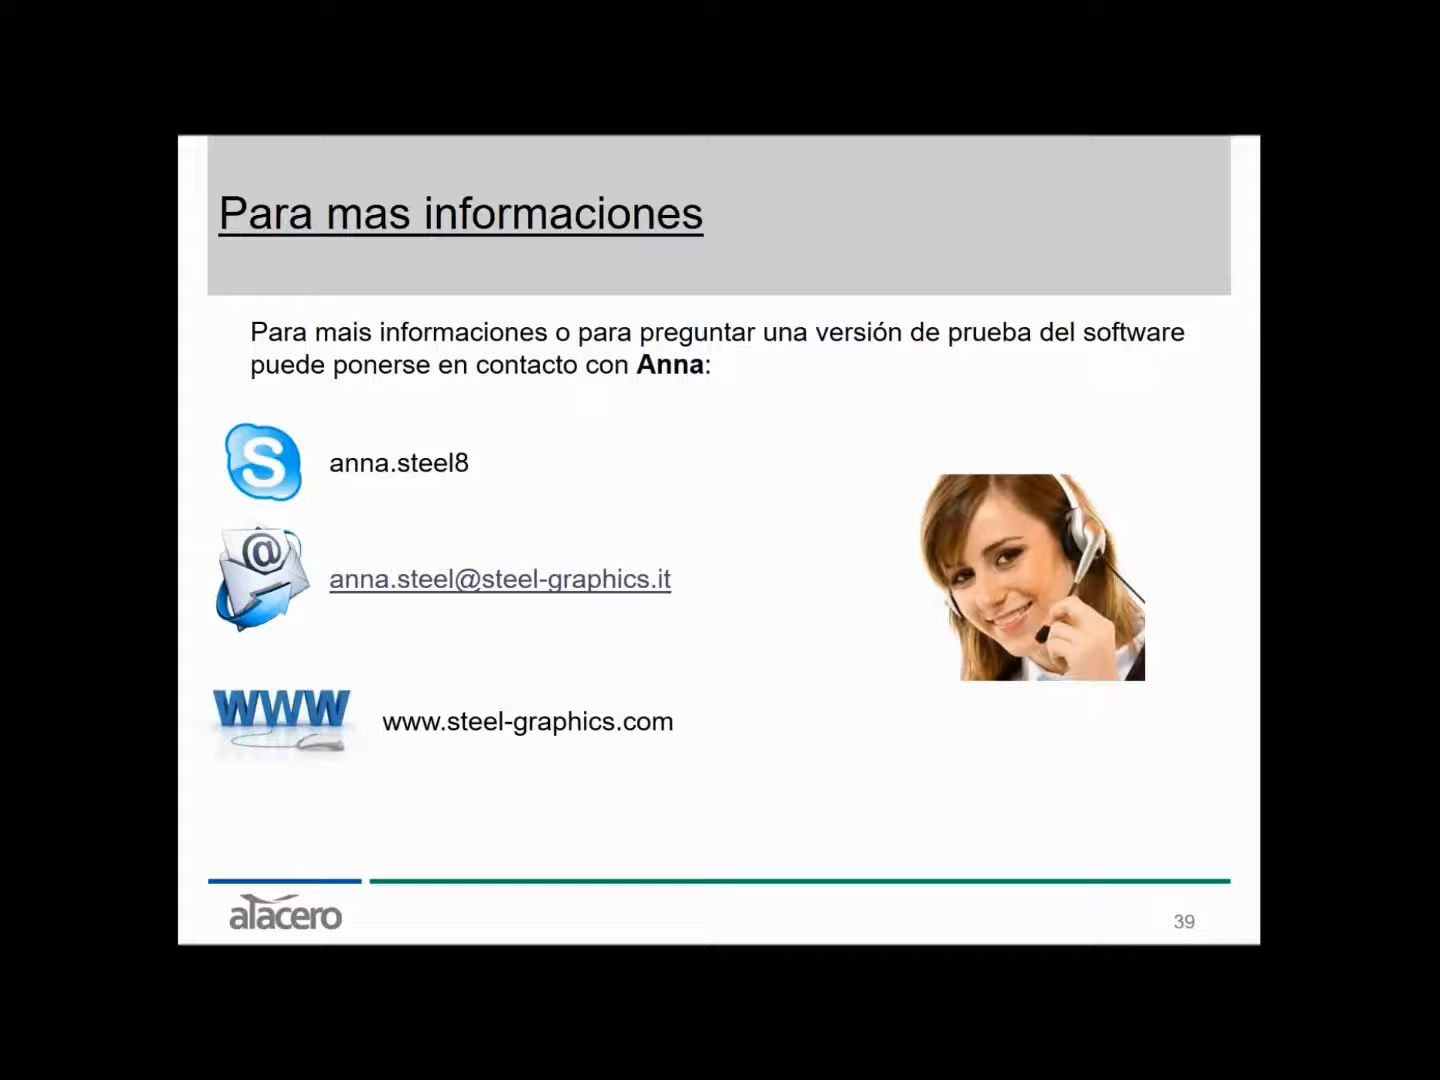 Para mas informaciones
Para mais informaciones o para preguntar una versión de prueba del software
puede ponerse en contacto con Anna:
S
anna.steel8
@
anna.steel@steel-graphics.it
WWW
www.steel-graphics.com
alacero
39